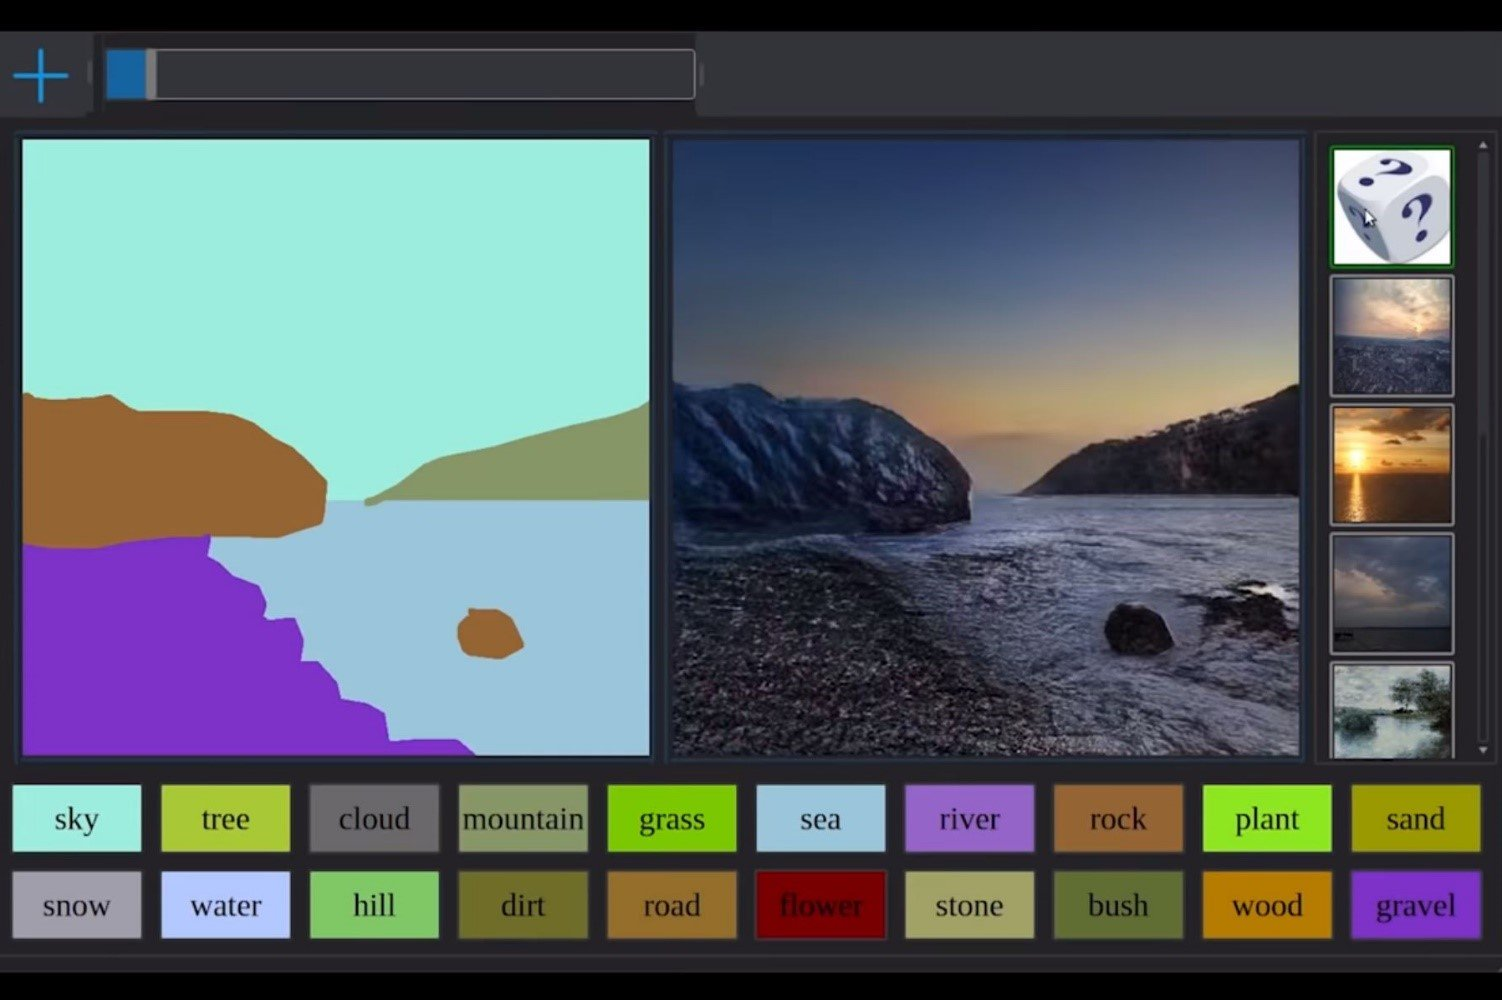 ? ? ?
sky tree cloud mountain grass sea river rock plant sand
snow water hill dirt road flower stone bush wood gravel